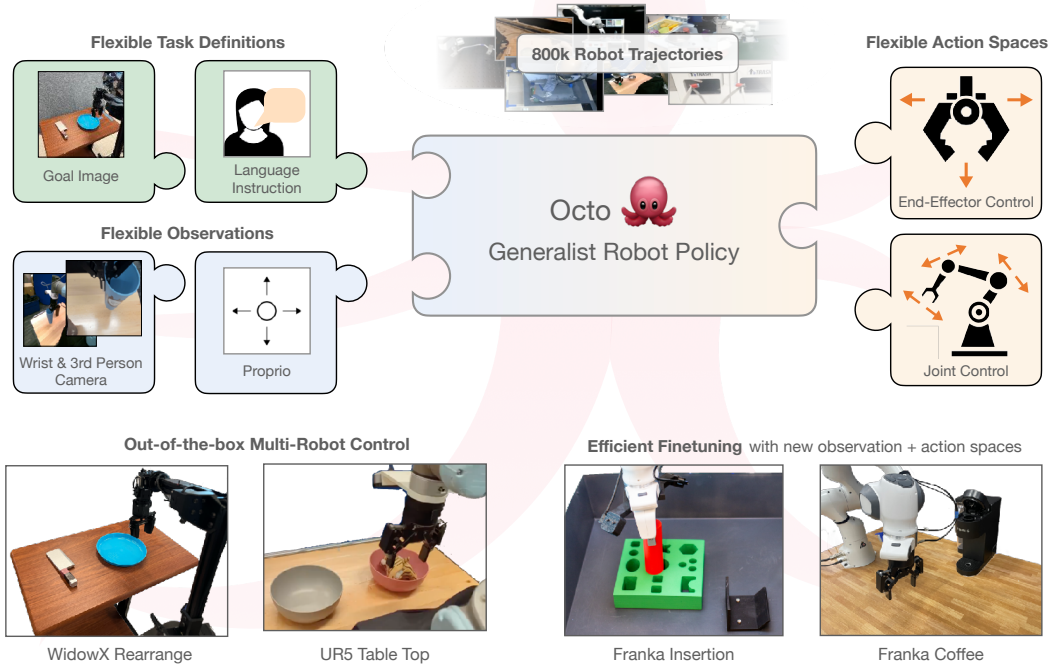 800k Robot Trajectories
Flexible Task Definitions
Goal Image
Language
Instruction
Flexible Observations
Wrist & 3rd Person
Camera
Proprio
Octo
Generalist Robot Policy
Flexible Action Spaces
End-Effector Control
Joint Control
Out-of-the-box Multi-Robot Control
WidowX Rearrange
UR5 Table Top
Efficient Finetuning with new observation + action spaces
Franka Insertion
Franka Coffee